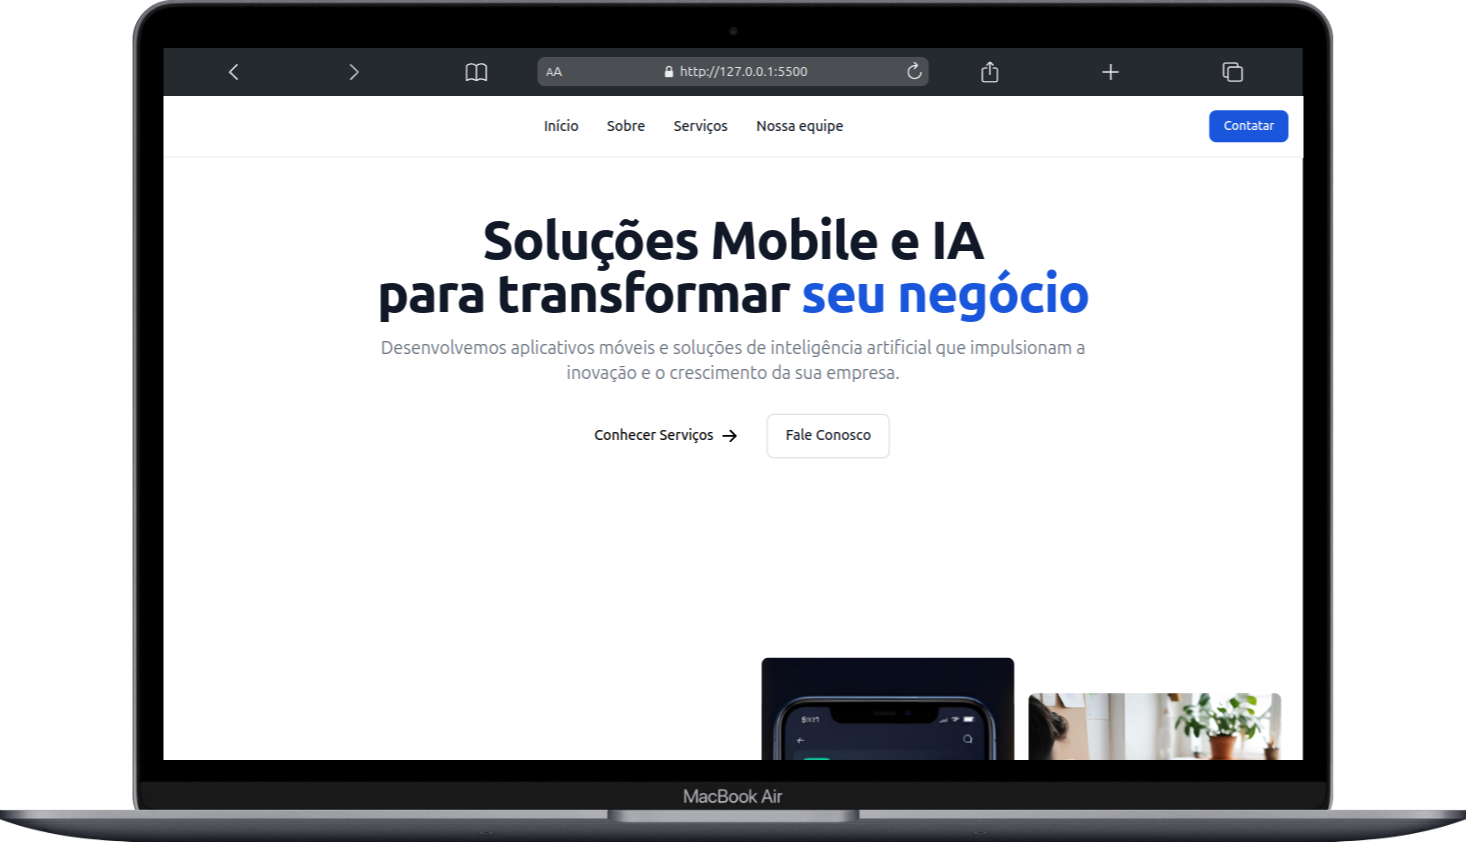 AA
http://127.0.0.1:5500
Início Sobre Serviços Nossa equipe
Contatar
Soluções Mobile e IA
para transformar seu negócio
Desenvolvemos aplicativos móveis e soluções de inteligência artificial que impulsionam a
inovação e o crescimento da sua empresa.
Conhecer Serviços
Fale Conosco
MacBook Air